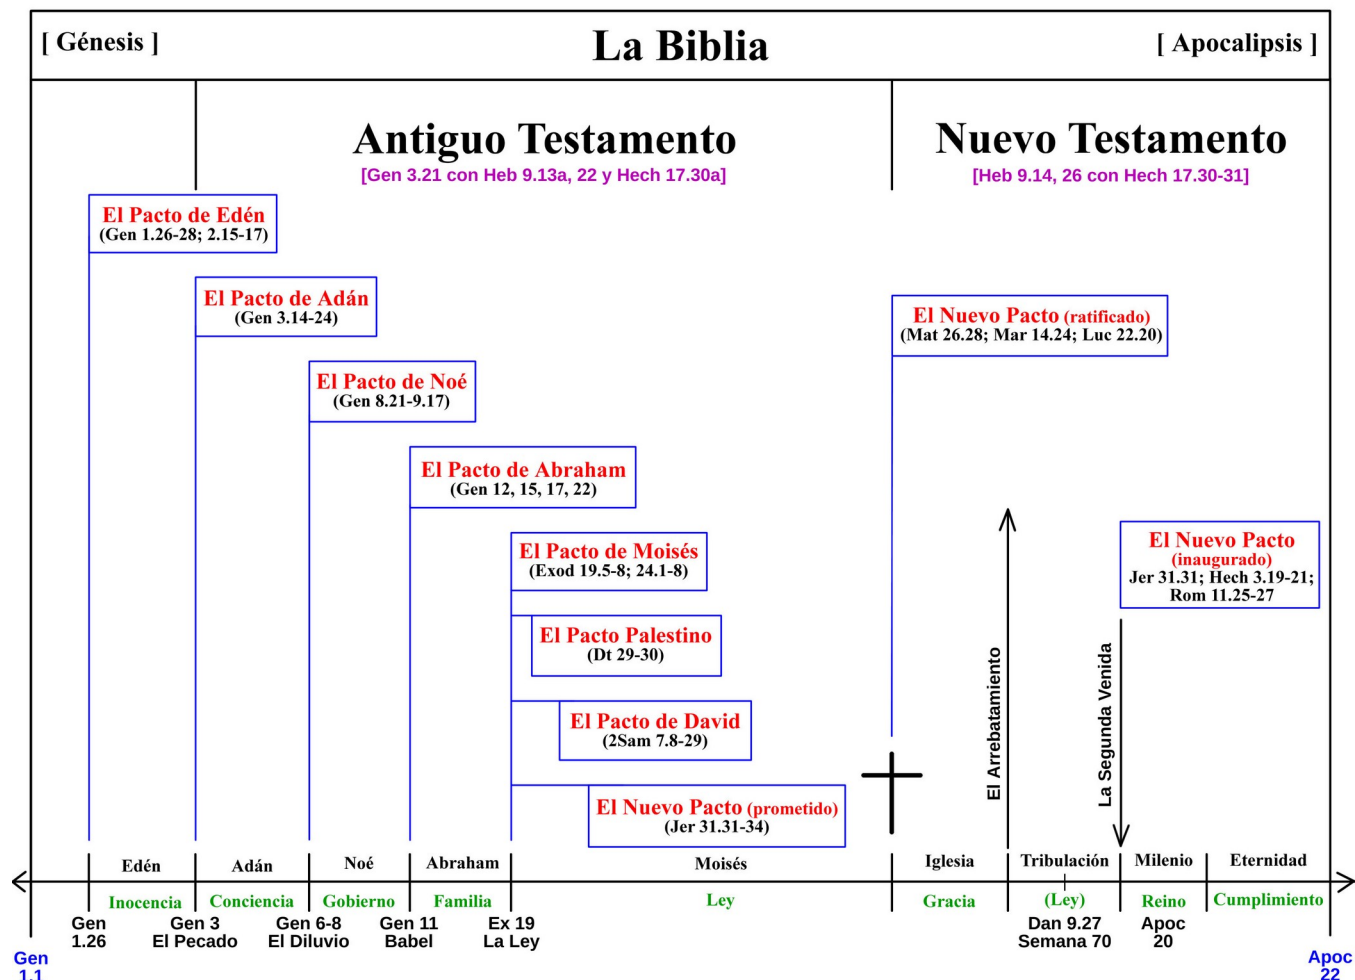 [ Génesis ]
La Biblia
[ Apocalipsis ]
Antiguo Testamento
[Gen 3.21 con Heb 9.13a, 22 y Hech 17.30a]
Nuevo Testamento
[Heb 9.14, 26 con Hech 17.30-31]
El Pacto de Edén
(Gen 1.26-28; 2.15-17)
El Pacto de Adán
(Gen 3.14-24)
El Pacto de Noé
(Gen 8.21-9.17)
El Pacto de Abraham
(Gen 12, 15, 17, 22)
El Pacto de Moisés
(Exod 19.5-8; 24.1-8)
El Pacto Palestino
(Dt 29-30)
El Pacto de David
(2Sam 7.8-29)
El Nuevo Pacto (prometido)
(Jer 31.31-34)
El Nuevo Pacto (ratificado)
(Mat 26.28; Mar 14.24; Luc 22.20)
El Arrebatamiento
La Segunda Venida
El Nuevo Pacto
(inaugurado)
Jer 31.31; Hech 3.19-21;
Rom 11.25-27
Edén
Adán
Noé
Abraham
Moisés
Iglesia
Tribulación
Milenio
Eternidad
Inocencia
Conciencia
Gobierno
Familia
Ley
Gracia
(Ley)
Reino
Cumplimiento
Gen
1.26
Gen 3
El Pecado
Gen 6-8
El Diluvio
Gen 11
Babel
Ex 19
La Ley
Dan 9.27
Semana 70
Apoc
20
Gen
1.1
Apoc
22